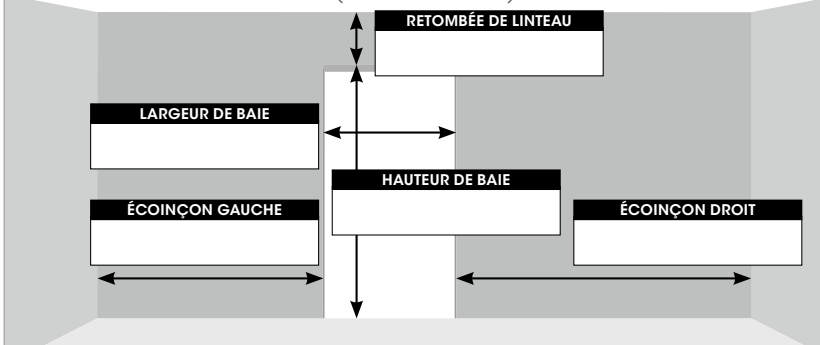 RETOMBÉE DE LINTEAU
LARGEUR DE BAIE
HAUTEUR DE BAIE
ÉCOINÇON GAUCHE
ÉCOINÇON DROIT